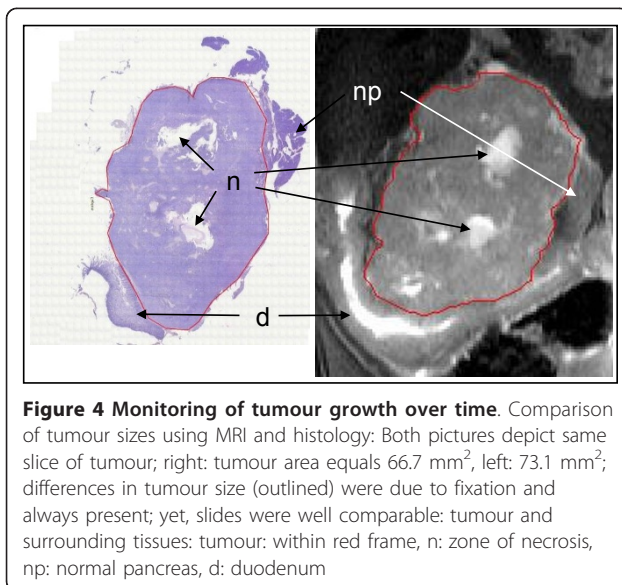 np
n
d
Figure 4 Monitoring of tumour growth over time. Comparison
of tumour sizes using MRI and histology: Both pictures depict same
slice of tumour; right: tumour area equals 66.7 mm², left: 73.1 mm²;
differences in tumour size (outlined) were due to fixation and
always present; yet, slides were well comparable: tumour and
surrounding tissues: tumour: within red frame, n: zone of necrosis,
np: normal pancreas, d: duodenum